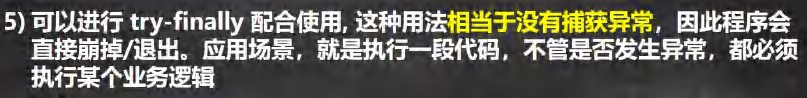 5) 可以进行 try-finally 配合使用, 这种用法相当于没有捕获异常，因此程序会
直接崩掉/退出。应用场景，就是执行一段代码，不管是否发生异常，都必须
执行某个业务逻辑